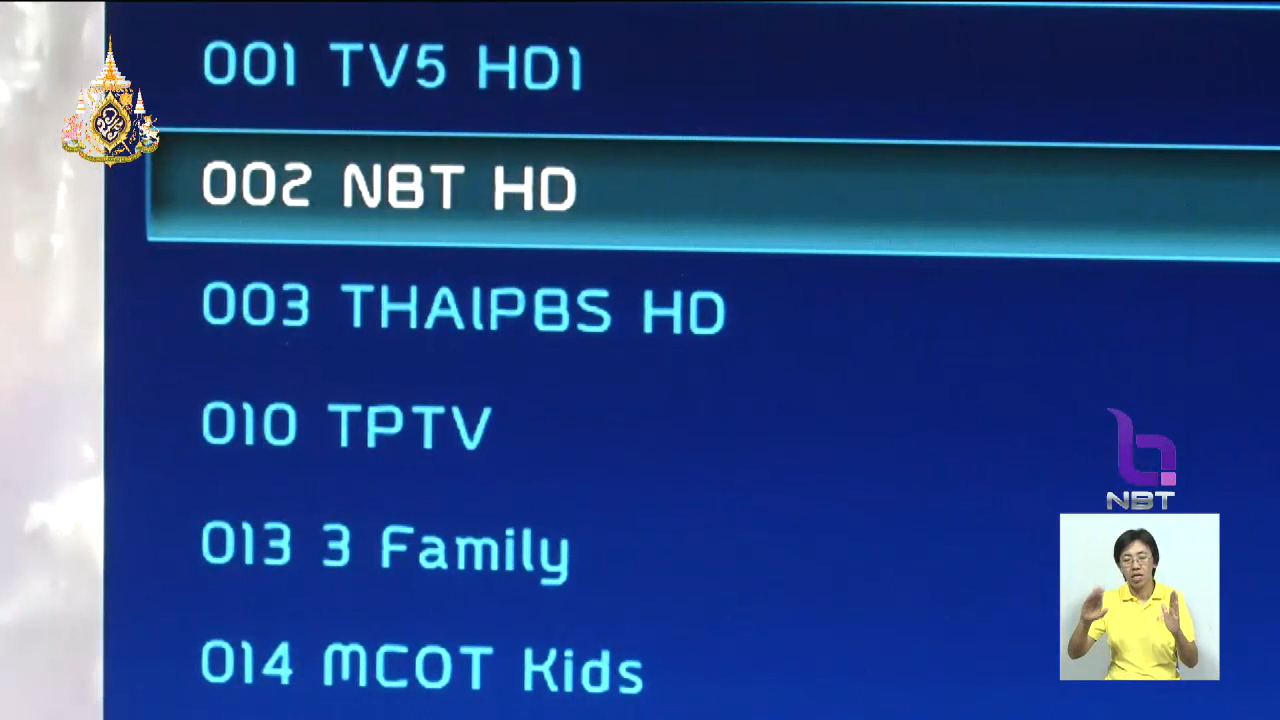 001 TV5 HD1
002 NBT HD
003 THAIPBS HD
010 TPTV
013 3 Family
014 MCOT Kids
NBT